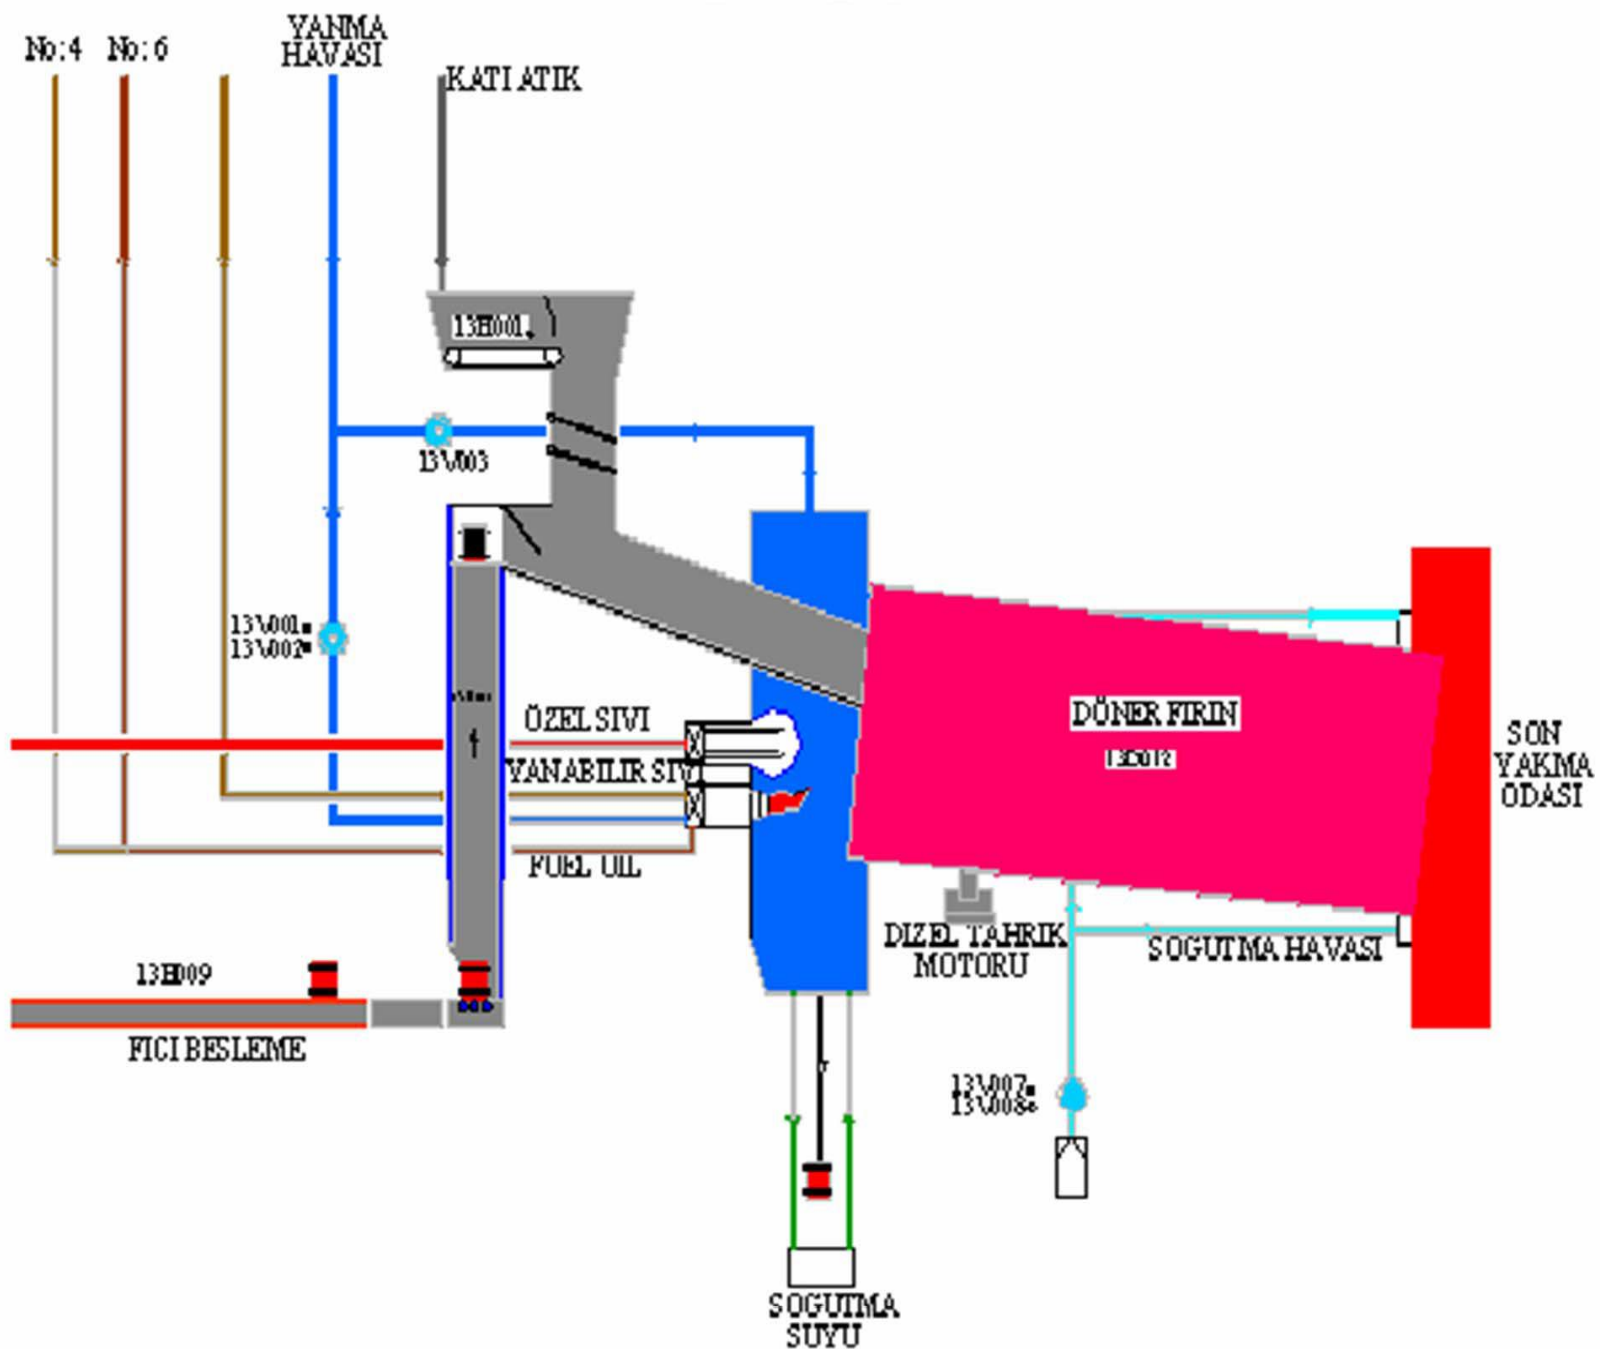 No:4 No:6
YANMA
HAVASI
KATI ATIK
13H001
13V003
13V001
13V002
ÖZEL SIVI
YANABILIR SIVI
FUEL OIL
DÖNER FIRIN
SON
YAKMA
ODASI
DIZEL TAHRIK
MOTORU
SOGUTMA HAVASI
13H009
FICI BESLEME
13V007
13V008
SOGUTMA
SUYU